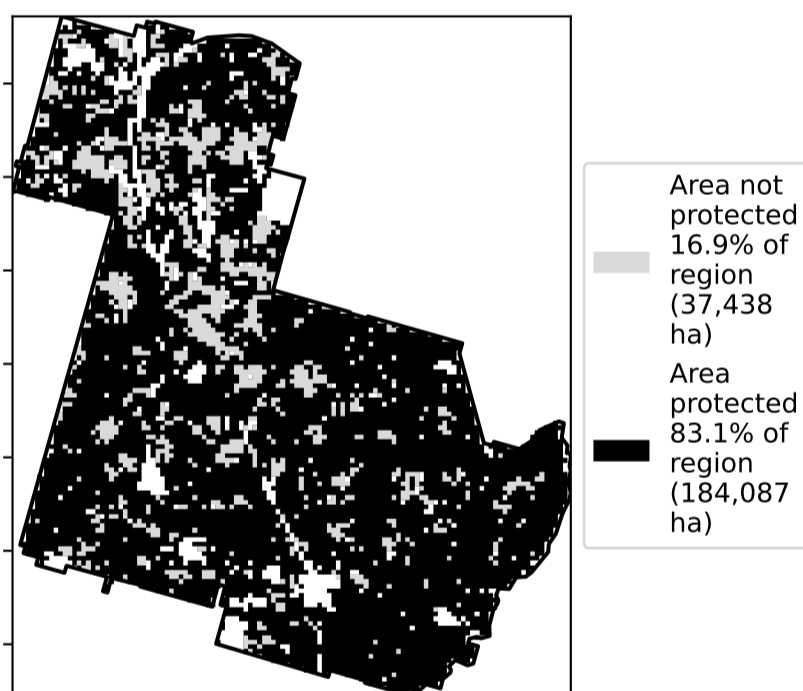 Area not
protected
16.9% of
region
(37,438
ha)
Area
protected
83.1% of
region
(184,087
ha)